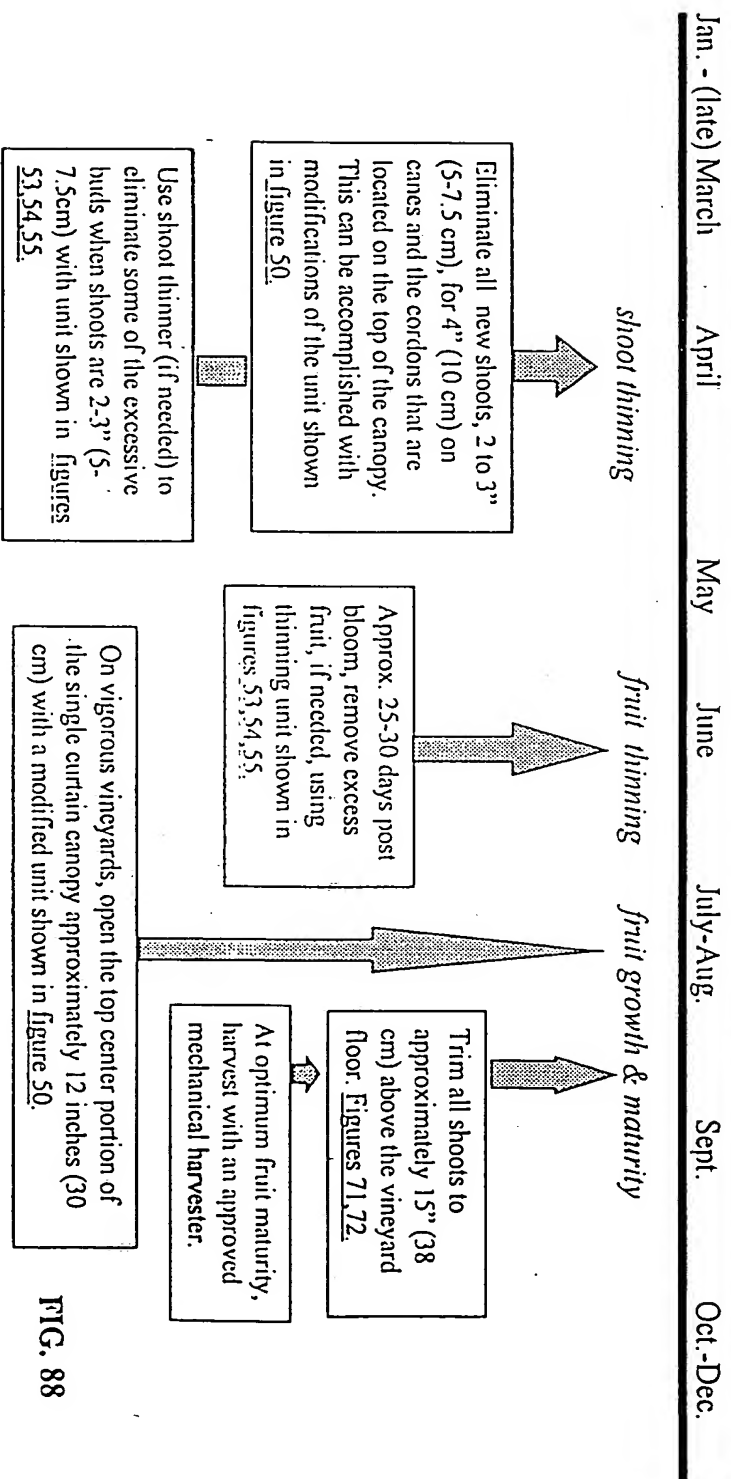 Jan. - (late) March April May June July-Aug. Sept. Oct.-Dec.
shoot thinning
fruit thinning
fruit growth & maturity
Eliminate all new shoots, 2 to 3"
(5-7.5 cm), for 4" (10 cm) on
canes and the cordons that are
located on the top of the canopy.
This can be accomplished with
modifications of the unit shown
in figure 50.
Use shoot thinner (if needed) to
eliminate some of the excessive
buds when shoots are 2-3" (5-
7.5cm) with unit shown in figures
53,54,55.
Approx. 25-30 days post
bloom, remove excess
fruit, if needed, using
thinning unit shown in
figures 53,54,55.
Trim all shoots to
approximately 15" (38
cm) above the vineyard
floor. Figures 71,72.
At optimum fruit maturity,
harvest with an approved
mechanical harvester.
On vigorous vineyards, open the top center portion of
the single curtain canopy approximately 12 inches (30
cm) with a modified unit shown in figure 50.
FIG. 88